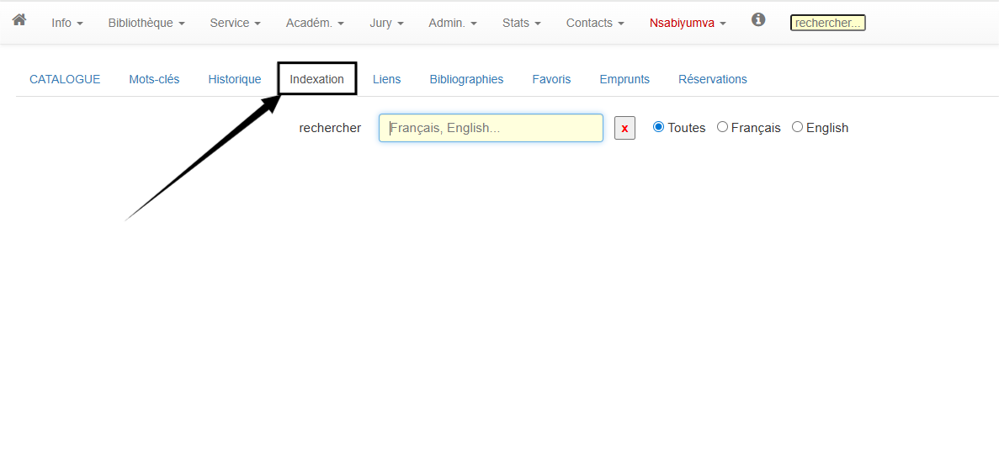 Info Bibliothèque Service Académ. Jury Admin. Stats Contacts Nsabiyumva rechercher...
CATALOGUE Mots-clés Historique Indexation Liens Bibliographies Favoris Emprunts Réservations
rechercher Français, English... x Toutes Français English